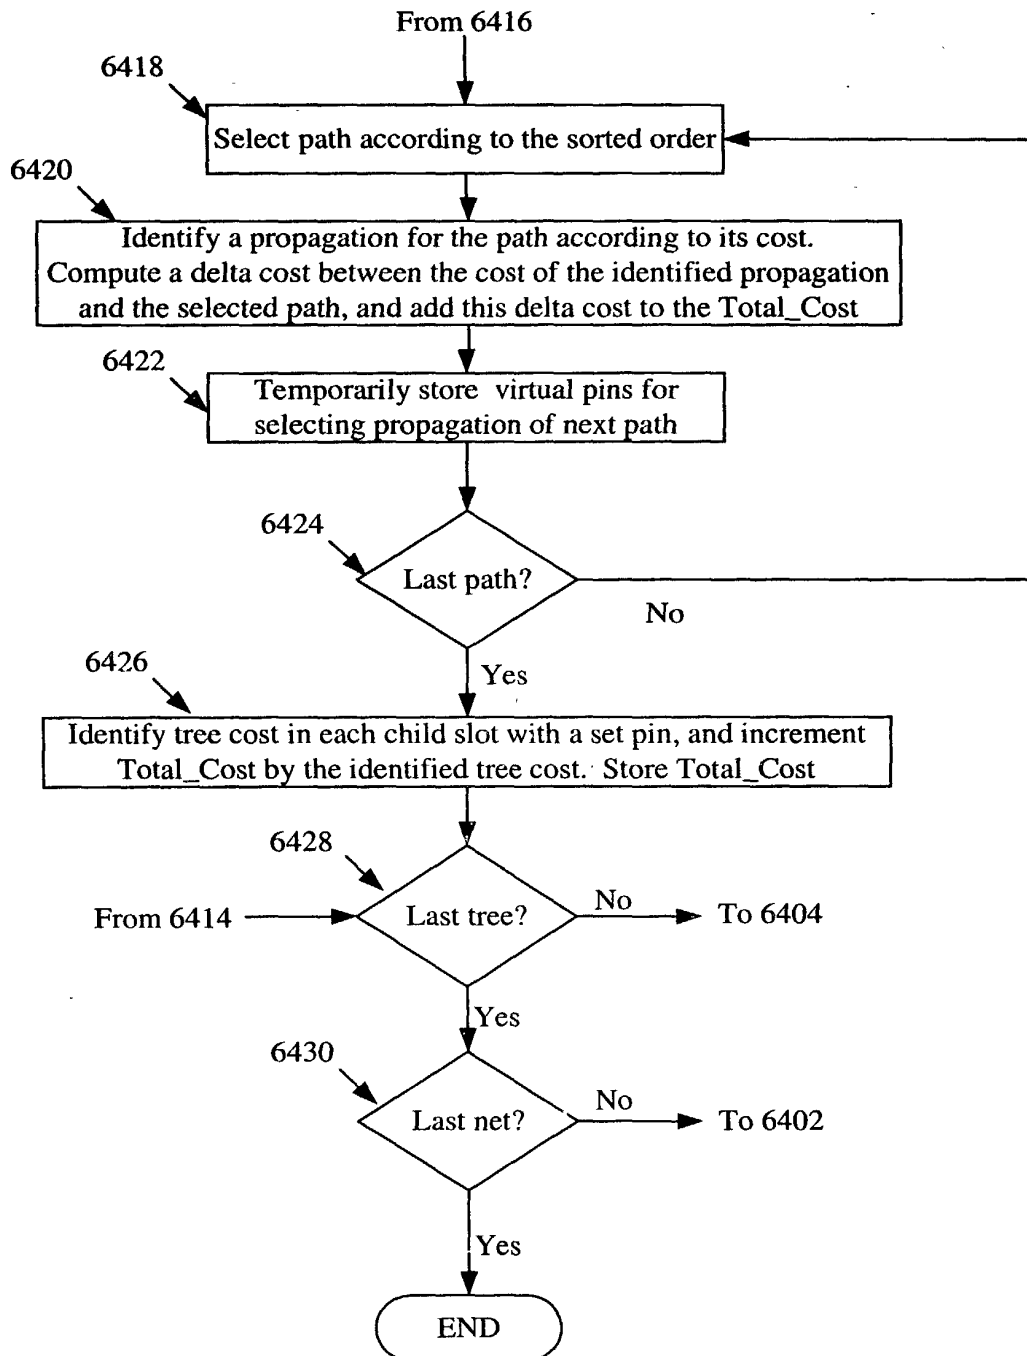 From 6416
6418
Select path according to the sorted order
6420
Identify a propagation for the path according to its cost.
Compute a delta cost between the cost of the identified propagation
and the selected path, and add this delta cost to the Total_Cost
6422
Temporarily store virtual pins for
selecting propagation of next path
6424
Last path?
No
Yes
6426
Identify tree cost in each child slot with a set pin, and increment
Total_Cost by the identified tree cost. Store Total_Cost
6428
From 6414
Last tree?
No
To 6404
Yes
6430
Last net?
No
To 6402
Yes
END